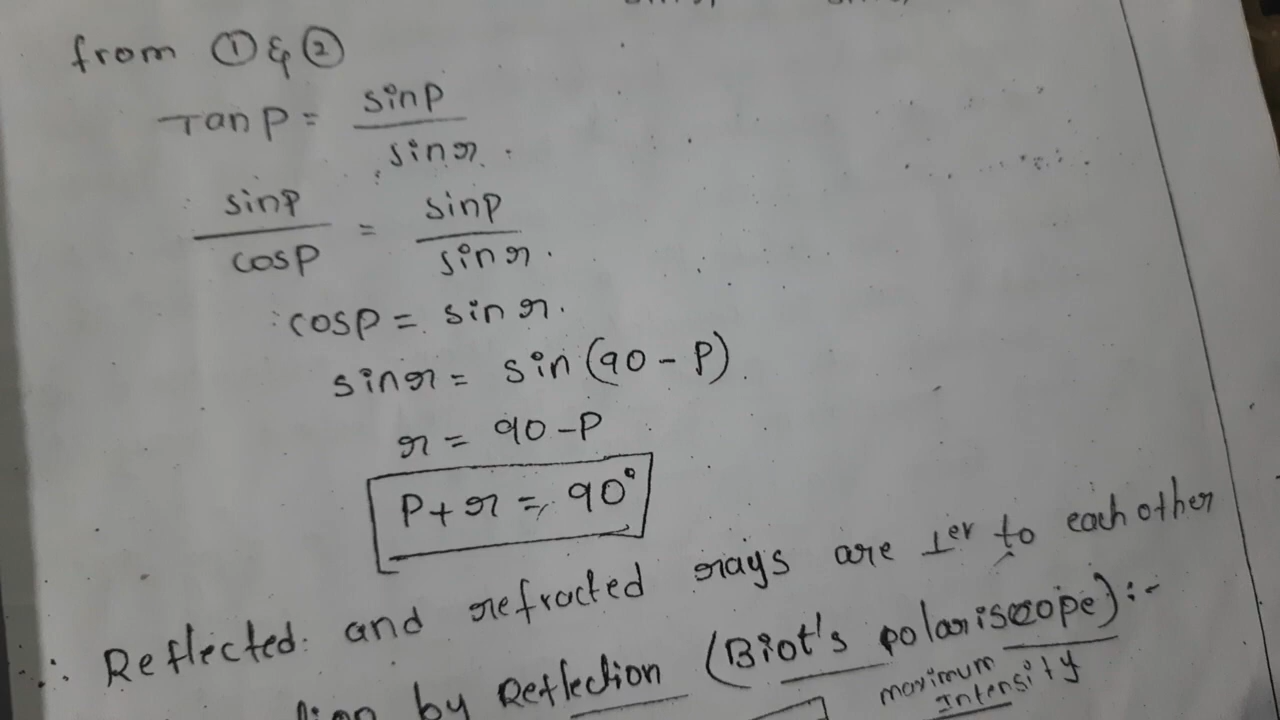 from ① & ②
Tan P = sinP / sin r.
sinP / cosP = sinP / sin r.
∴ cosP = sin r.
sin r = sin (90 - P)
r = 90 - P
P + r = 90°
∴ Reflected and refracted rays are ⊥er to each other
by Reflection (Biot's polariscope) :-
maximum
Intensity